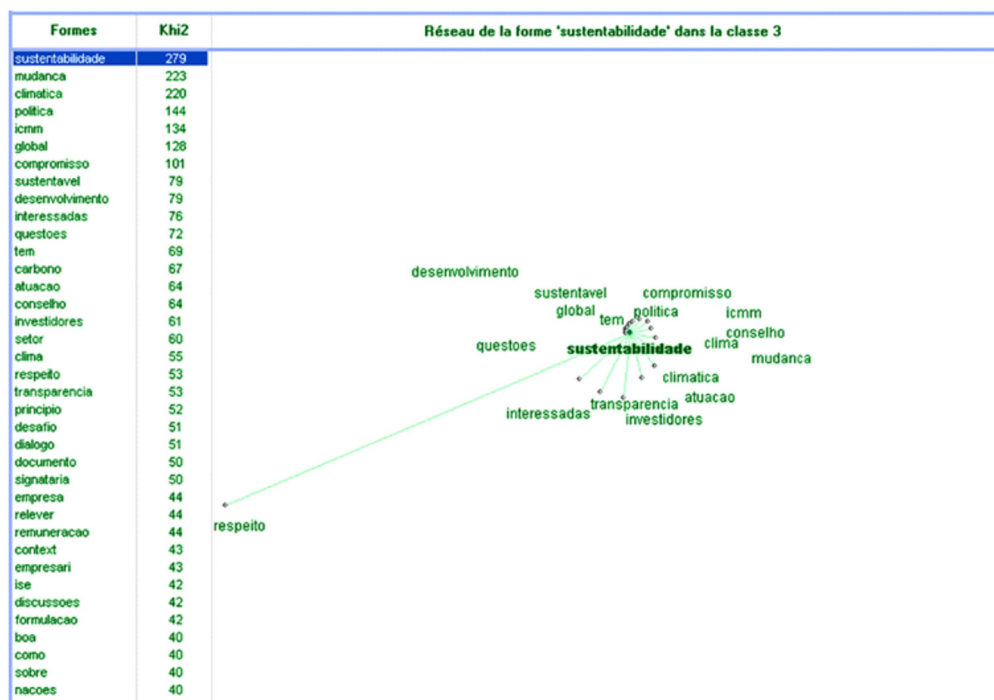 Formes Khi2 Réseau de la forme 'sustentabilidade' dans la classe 3
sustentabilidade 279
mudanca 223
climatica 220
politica 144
icmm 134
global 128
compromisso 101
sustentavel 79
desenvolvimento 79
interessadas 76
questoes 72
tem 69
carbono 67
atuacao 64
conselho 64
investidores 61
setor 60
clima 55
respeito 53
transparencia 53
principio 52
desafio 51
dialogo 51
documento 50
signataria 50
empresa 44
relever 44
remuneracao 44
context 43
empresari 43
ise 42
discussoes 42
formulacao 42
boa 40
como 40
sobre 40
nacoes 40
desenvolvimento
sustentavel compromisso
global tem politica icmm
conselho
questoes sustentabilidade clima
mudanca
climatica
interessadas transparencia atuacao
investidores
respeito